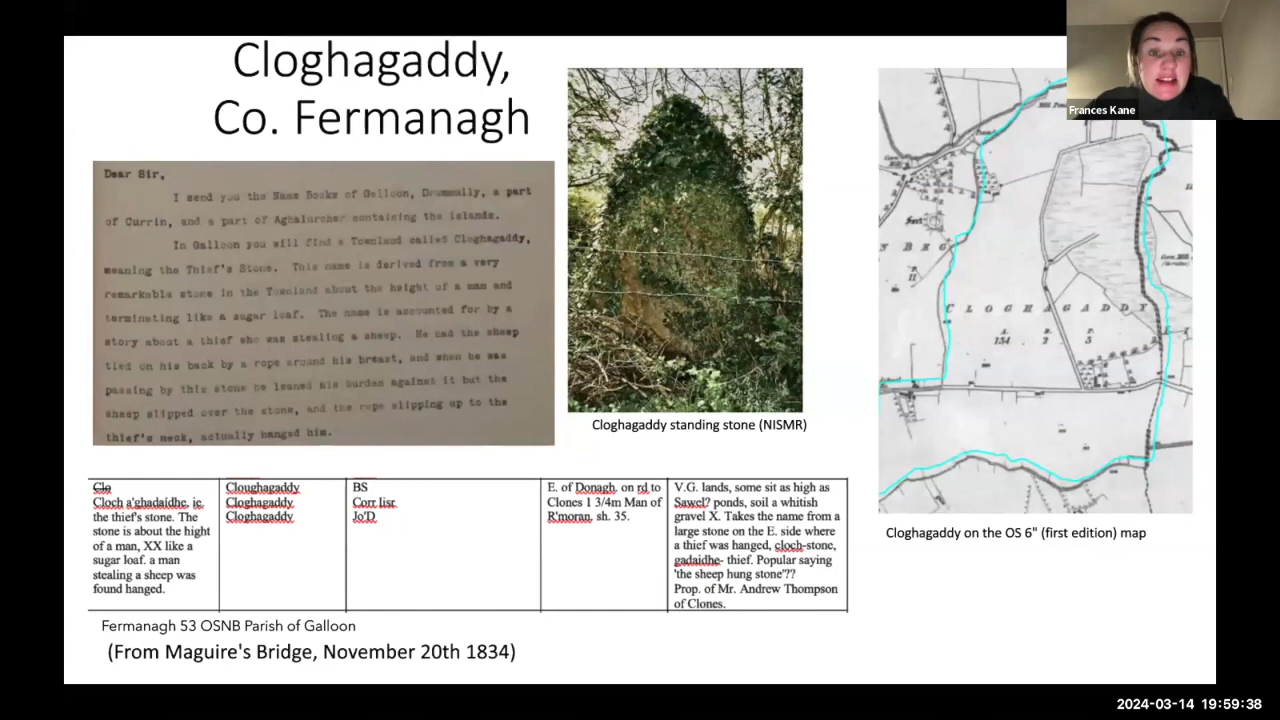 Cloghagaddy,
Co. Fermanagh
Frances Kane
Dear Sir,
I send you the Name Books of Galloon, Drummully, a part
of Currin, and a part of Aghalurcher containing the islands.
In Galloon you will find a Townland called Cloghagaddy,
meaning the Thief's Stone. This name is derived from a very
remarkable stone in the Townland about the height of a man and
terminating like a sugar loaf. The name is accounted for by a
story about a thief who was stealing a sheep. He had the sheep
tied on his back by a rope around his breast, and when he was
passing by this stone he leaned his burden against it but the
sheep slipped over the stone, and the rope slipping up to the
thief's neck, actually hanged him.
Cloghagaddy standing stone (NISMR)
CLOGHAGADDY
A. R. P.
154 2 5
N BEG
Fort
Cloghagaddy on the OS 6" (first edition) map
Clo
Cloch a'ghadaídhe, ie,
the thief's stone. The
stone is about the hight
of a man, XX like a
sugar loaf. a man
stealing a sheep was
found hanged.
Cloughagaddy
Cloghagaddy
Cloghagaddy
BS
Corr lisr
Jo'D
E. of Donagh. on rd to
Clones 1 3/4m Man of
R'moran, sh. 35.
V.G. lands, some sit as high as
Sawel? ponds, soil a whitish
gravel X. Takes the name from a
large stone on the E. side where
a thief was hanged, cloch-stone,
gadaidhe- thief. Popular saying
'the sheep hung stone'??
Prop. of Mr. Andrew Thompson
of Clones.
Fermanagh 53 OSNB Parish of Galloon
(From Maguire's Bridge, November 20th 1834)
2024-03-14 19:59:38